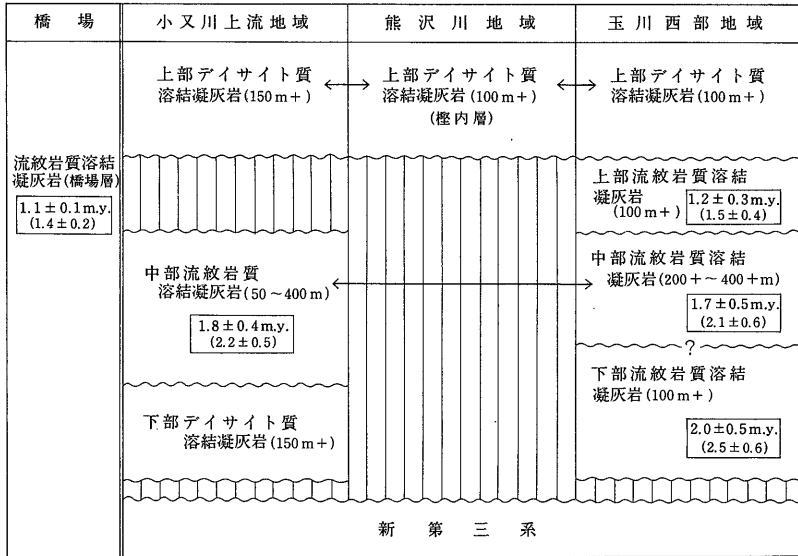 橋場
小又川上流地域
熊沢川地域
玉川西部地域
流紋岩質溶結
凝灰岩(橋場層)
1.1±0.1m.y.
(1.4±0.2)
上部デイサイト質
溶結凝灰岩(150m+)
中部流紋岩質
溶結凝灰岩(50~400m)
1.8±0.4m.y.
(2.2±0.5)
下部デイサイト質
溶結凝灰岩(150m+)
上部デイサイト質
溶結凝灰岩(100m+)
(樫内層)
上部デイサイト質
溶結凝灰岩(100m+)
上部流紋岩質溶結
凝灰岩
(100m+)
1.2±0.3m.y.
(1.5±0.4)
中部流紋岩質溶結
凝灰岩(200+~400+m)
1.7±0.5m.y.
(2.1±0.6)
?
下部流紋岩質溶結
凝灰岩(100m+)
2.0±0.5m.y.
(2.5±0.6)
新第三系